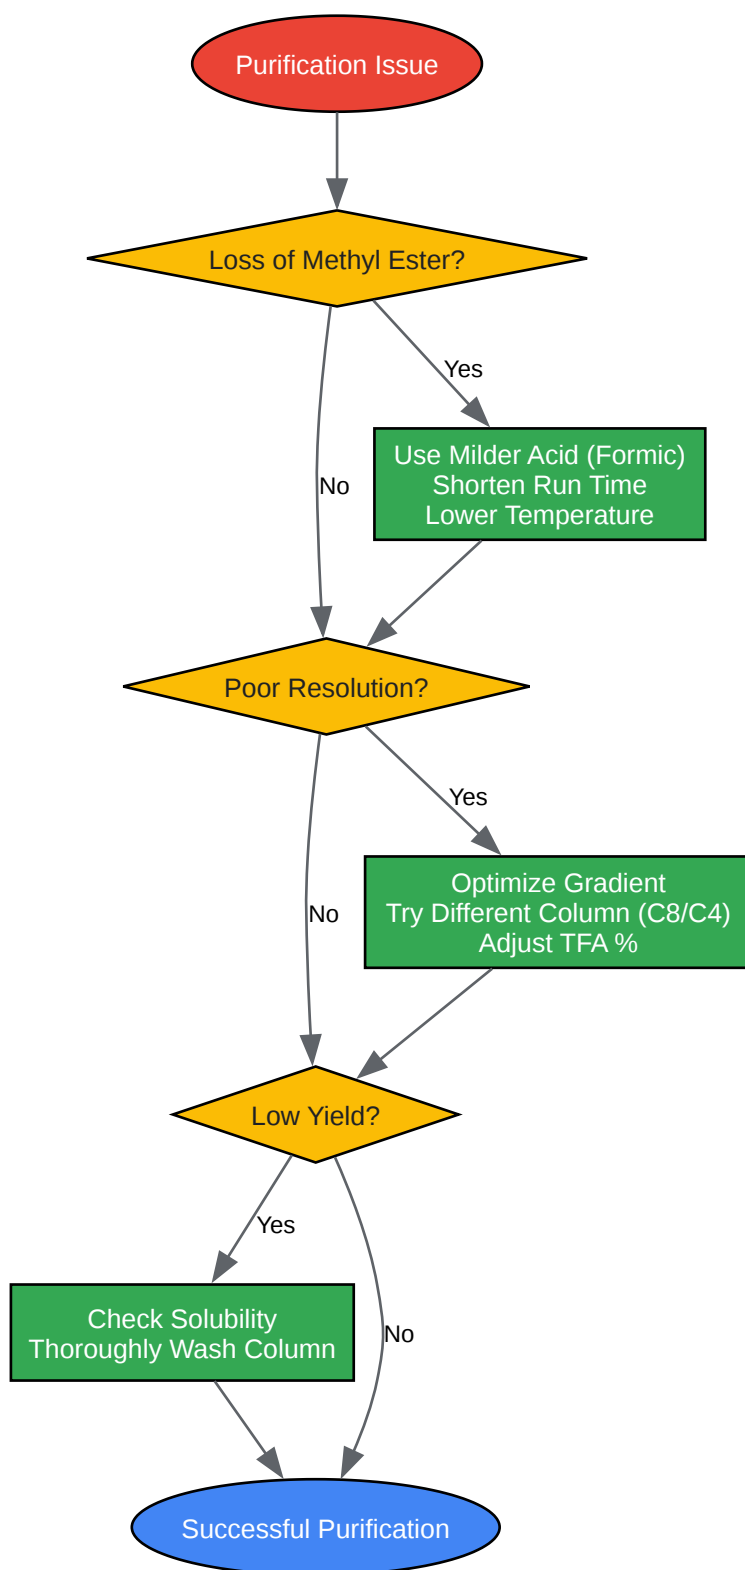 Purification Issue
Loss of Methyl Ester?
Yes
Use Milder Acid (Formic)
Shorten Run Time
Lower Temperature
No
Poor Resolution?
Yes
Optimize Gradient
Try Different Column (C8/C4)
Adjust TFA %
No
Low Yield?
Yes
Check Solubility
Thoroughly Wash Column
No
Successful Purification